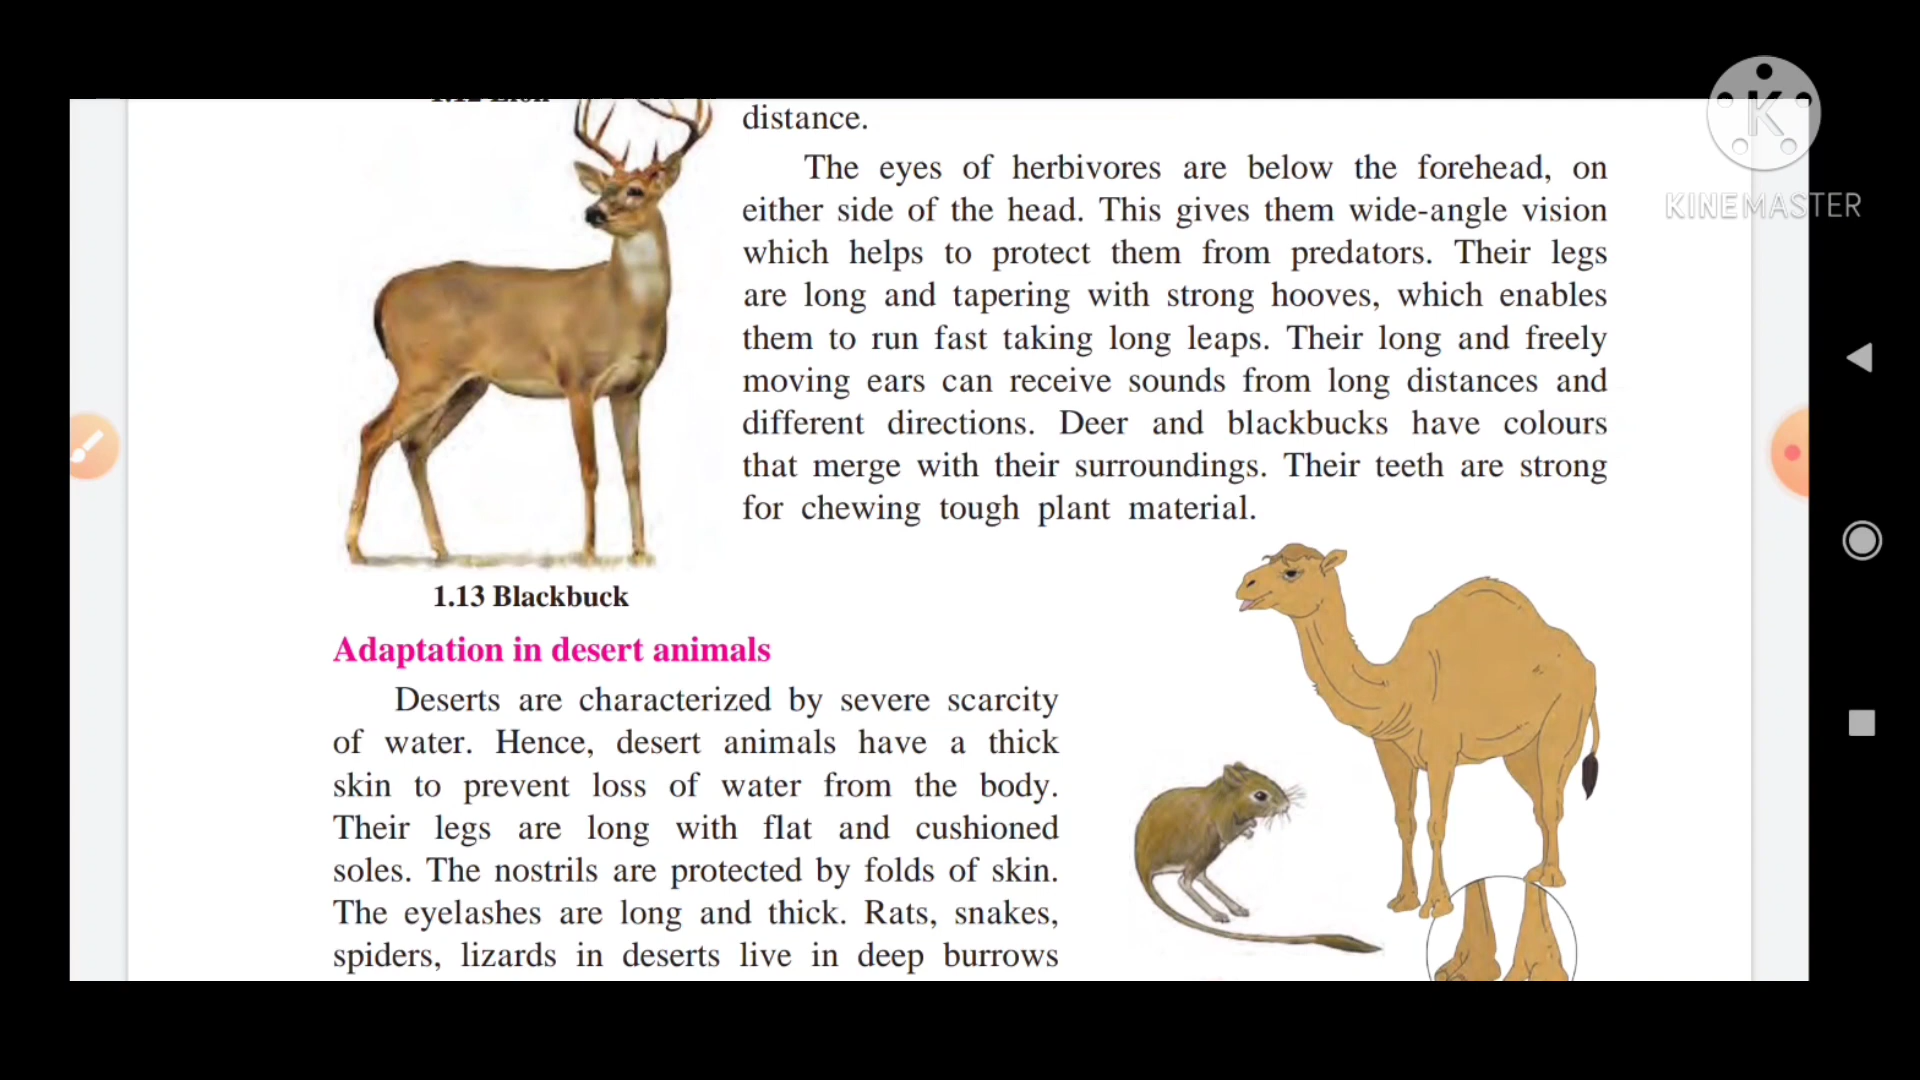 1.12 Lion
distance.
The eyes of herbivores are below the forehead, on
either side of the head. This gives them wide-angle vision
which helps to protect them from predators. Their legs
are long and tapering with strong hooves, which enables
them to run fast taking long leaps. Their long and freely
moving ears can receive sounds from long distances and
different directions. Deer and blackbucks have colours
that merge with their surroundings. Their teeth are strong
for chewing tough plant material.
1.13 Blackbuck
Adaptation in desert animals
Deserts are characterized by severe scarcity
of water. Hence, desert animals have a thick
skin to prevent loss of water from the body.
Their legs are long with flat and cushioned
soles. The nostrils are protected by folds of skin.
The eyelashes are long and thick. Rats, snakes,
spiders, lizards in deserts live in deep burrows
K
KINEMASTER